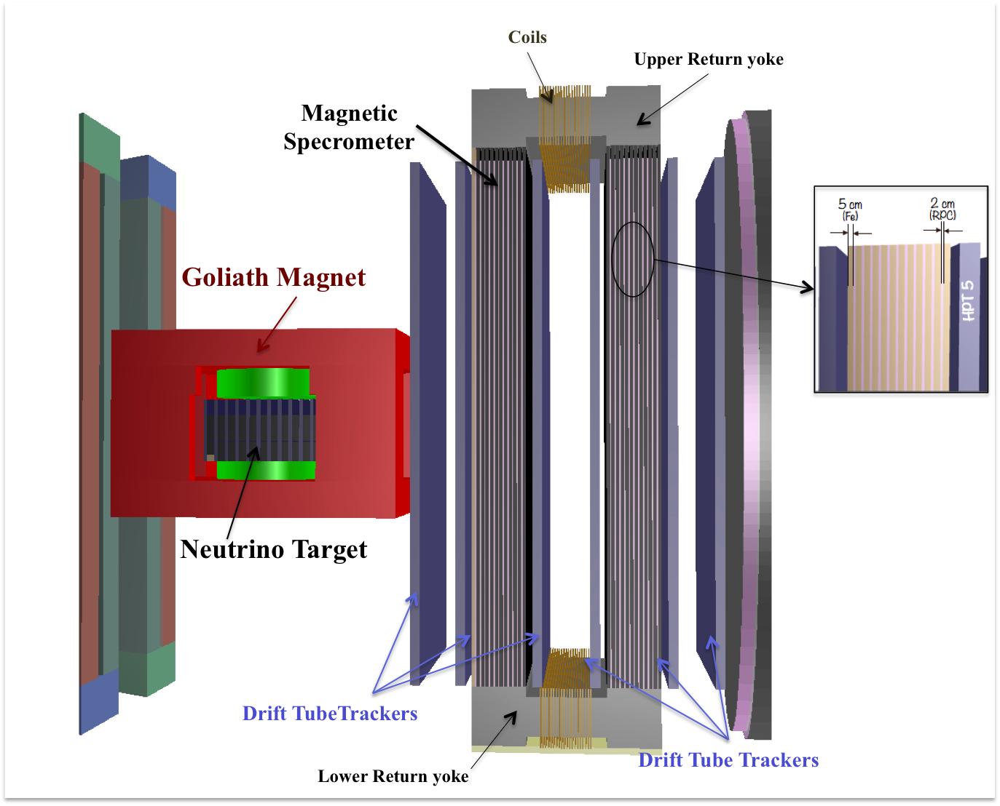 Coils
Upper Return yoke
Magnetic
Specrometer
5 cm
(Fe)
2 cm
(RPC)
HPT 5
Goliath Magnet
Neutrino Target
Drift TubeTrackers
Drift Tube Trackers
Lower Return yoke